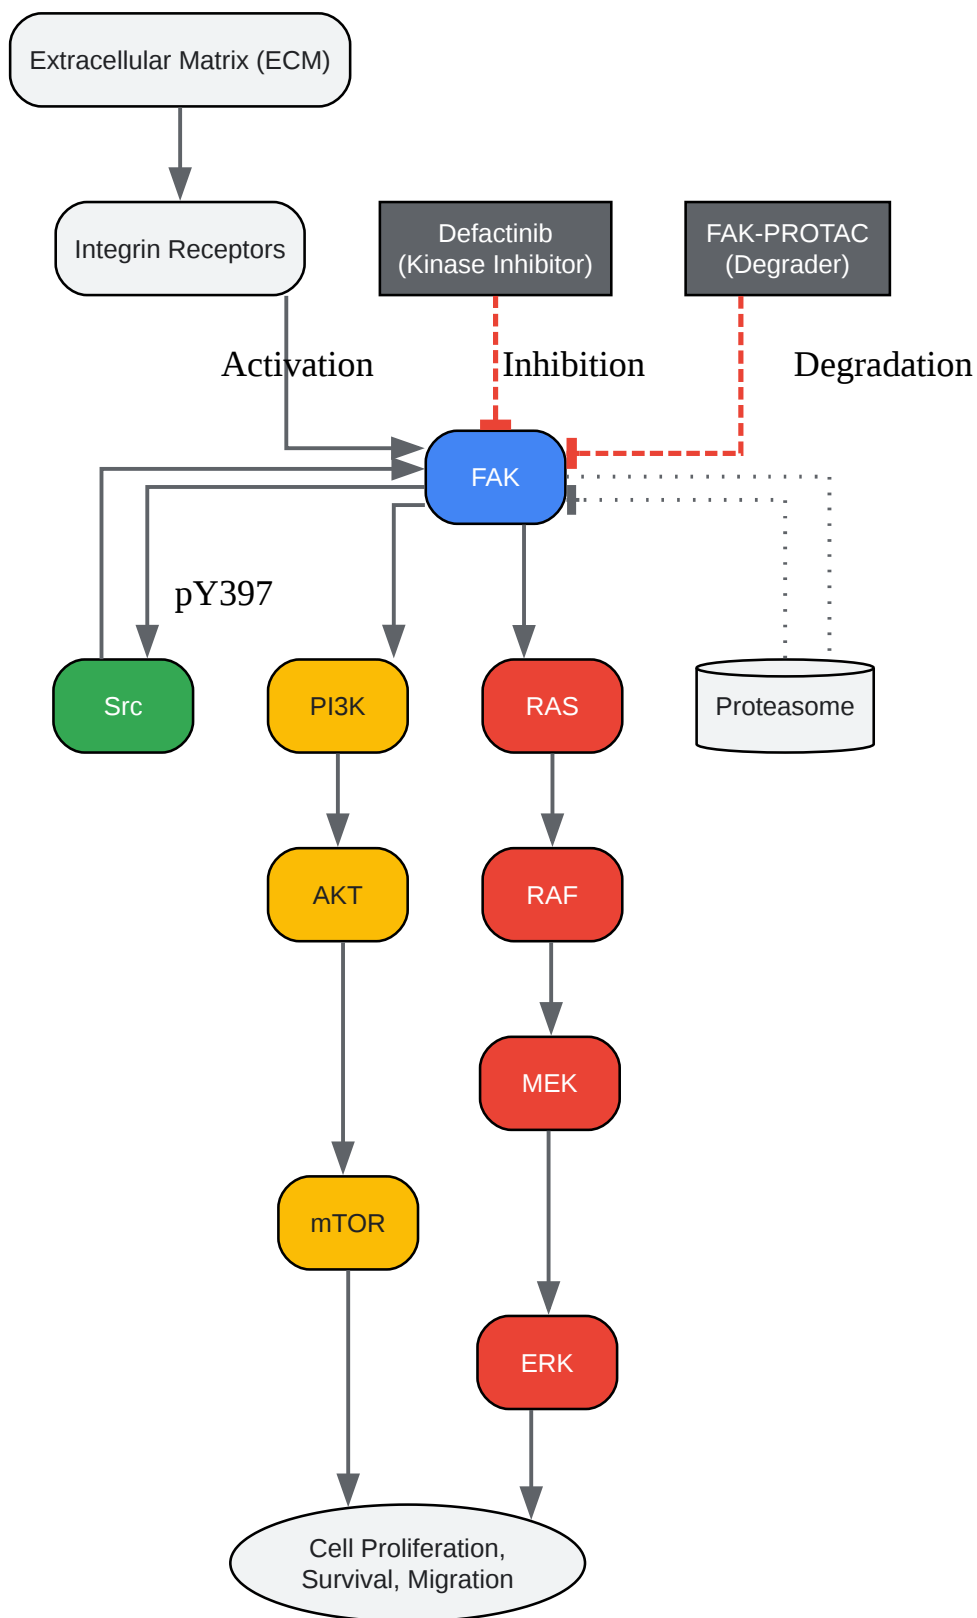 Extracellular Matrix (ECM)
Integrin Receptors
Defactinib
(Kinase Inhibitor)
FAK-PROTAC
(Degrader)
Activation
Inhibition
Degradation
FAK
pY397
Src
PI3K
RAS
Proteasome
AKT
RAF
MEK
mTOR
ERK
Cell Proliferation,
Survival, Migration